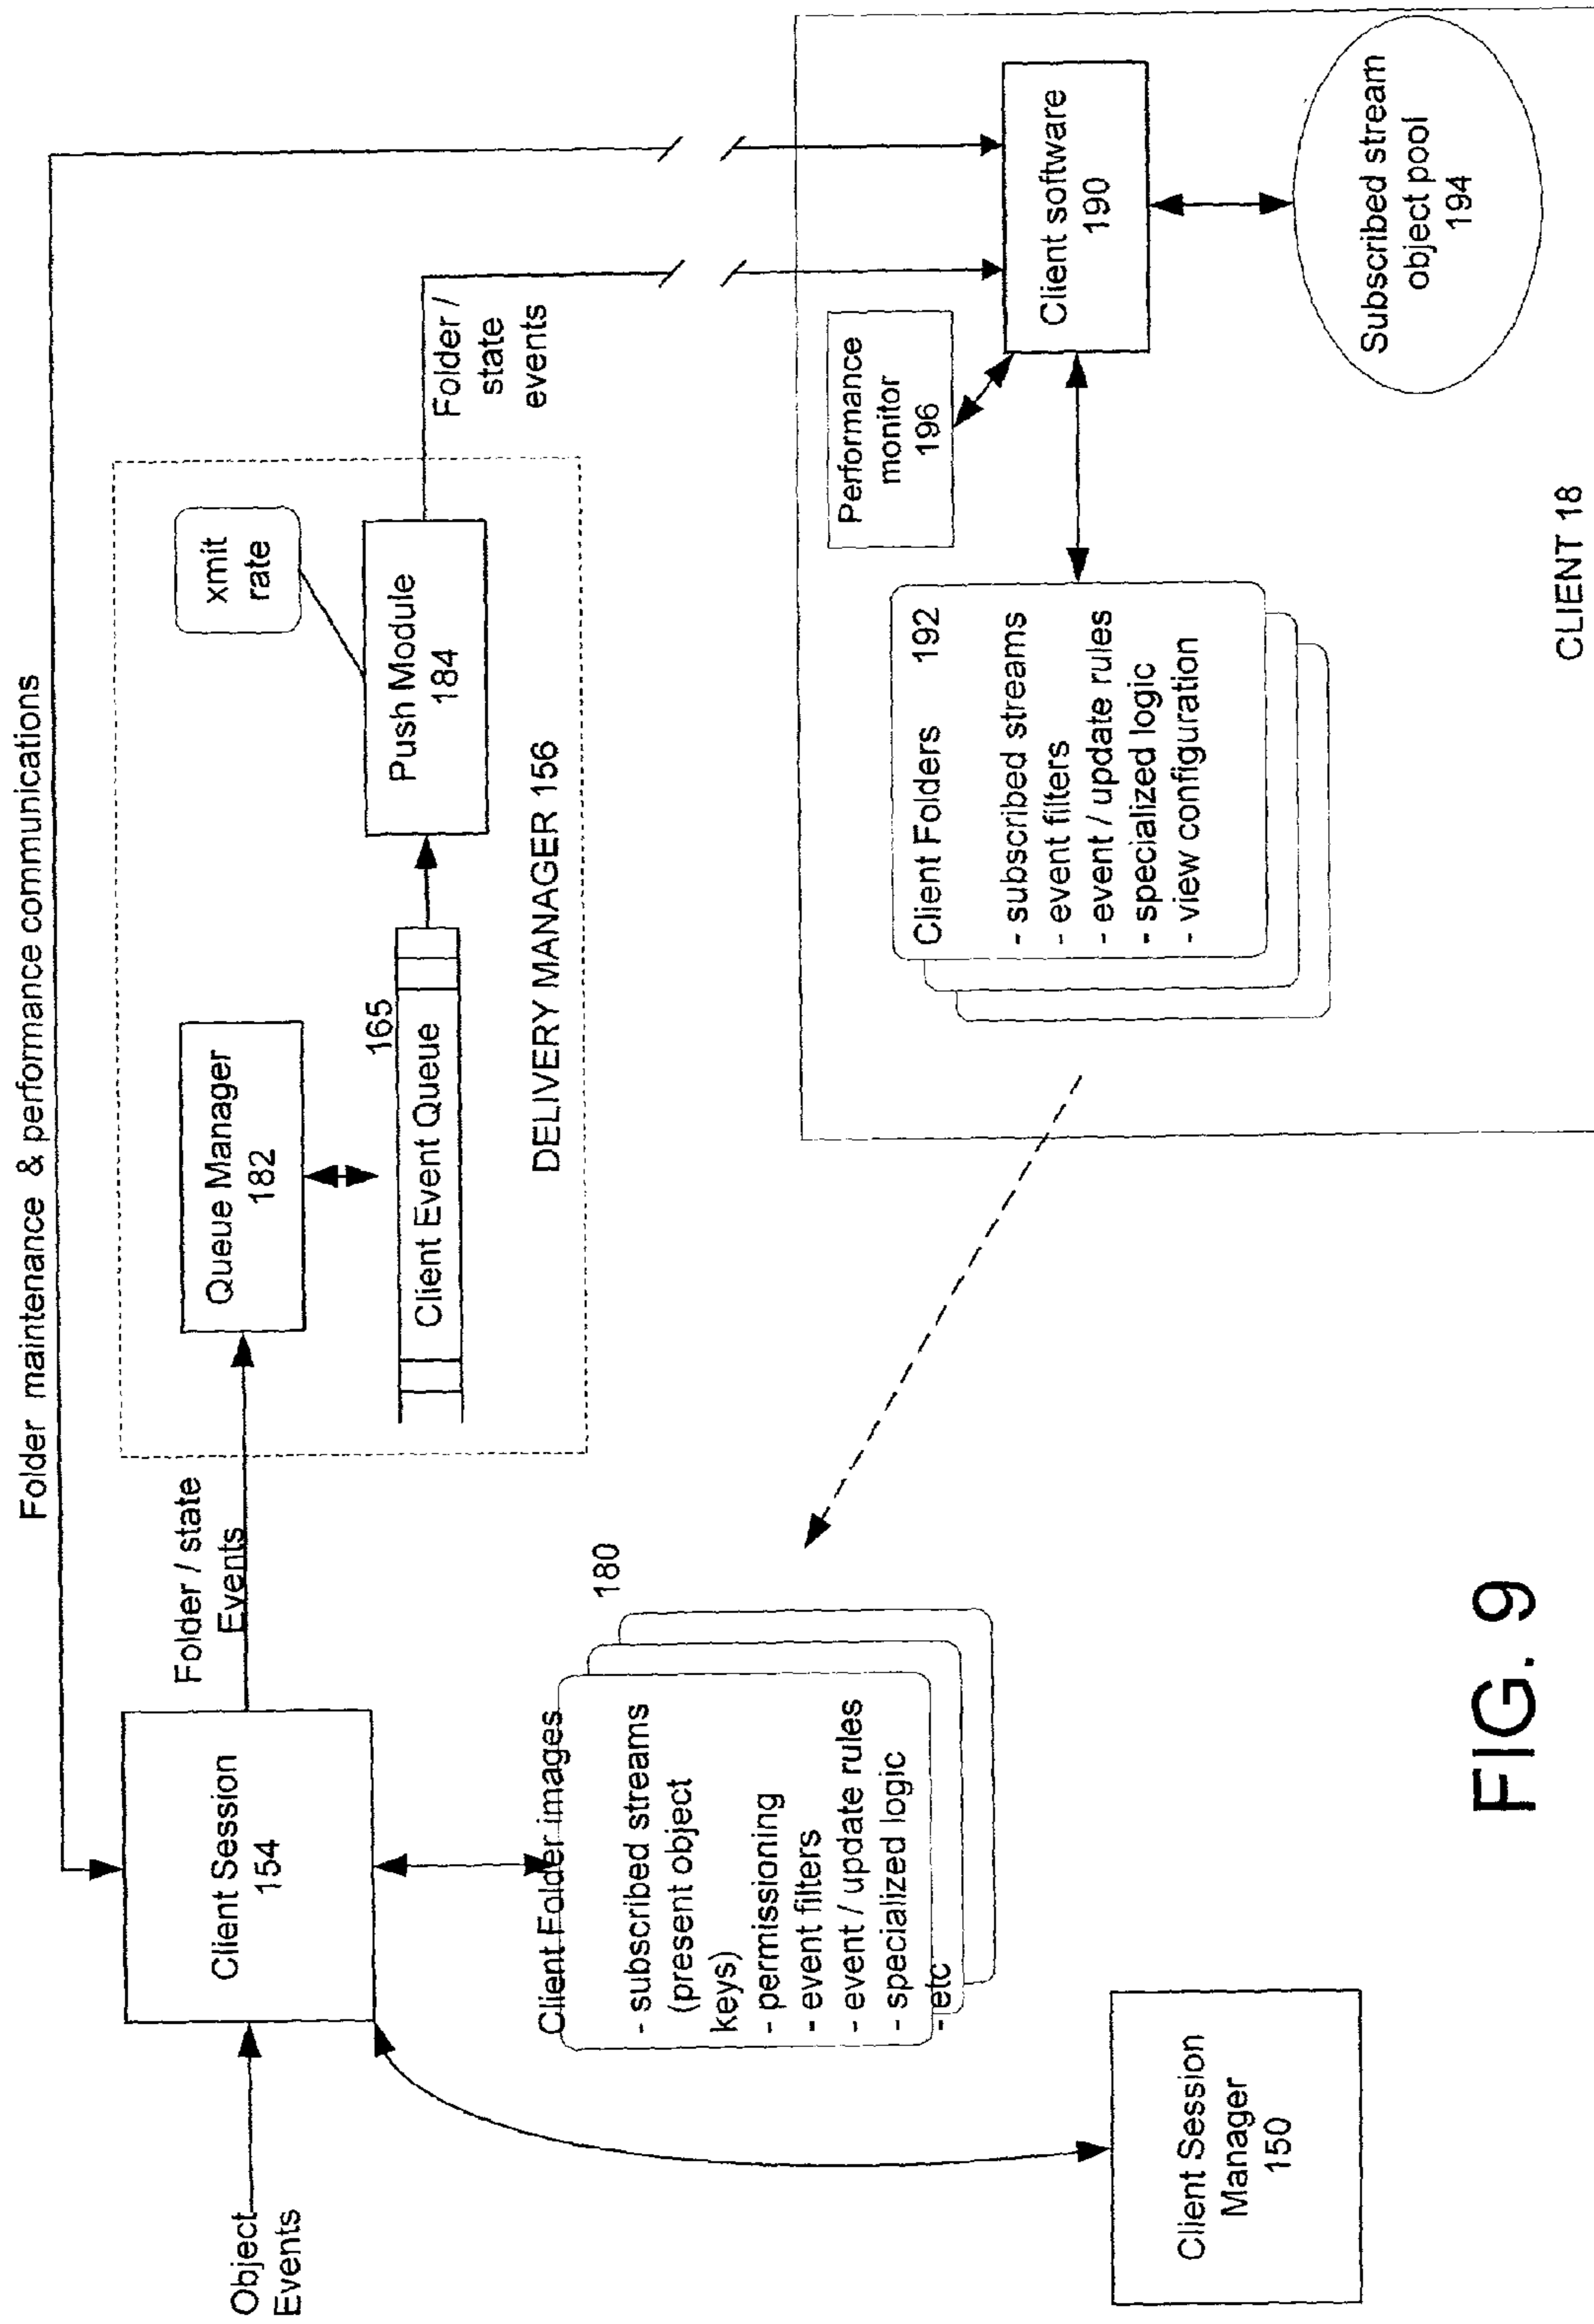 Folder maintenance & performance communications
Object
Events
Client Session
154
Folder / state
Events
Queue Manager
182
165
Client Event Queue
xmit
rate
Push Module
184
DELIVERY MANAGER 156
Folder /
state
events
Client Folder images
180
- subscribed streams
(present object
keys)
- permissioning
- event filters
- event / update rules
- specialized logic
- etc
Client Session
Manager
150
Performance
monitor
196
Client software
190
Client Folders 192
- subscribed streams
- event filters
- event / update rules
- specialized logic
- view configuration
Subscribed stream
object pool
194
CLIENT 18
FIG. 9